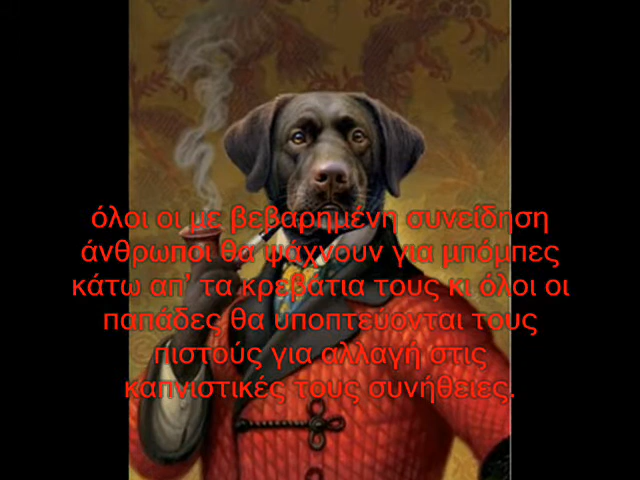 όλοι οι με βεβαρημένη συνείδηση
άνθρωποι θα ψάχνουν για μπόμπες
κάτω απ' τα κρεβάτια τους κι όλοι οι
παπάδες θα υποπτεύονται τους
πιστούς για αλλαγή στις
καπνιστικές τους συνήθειες.